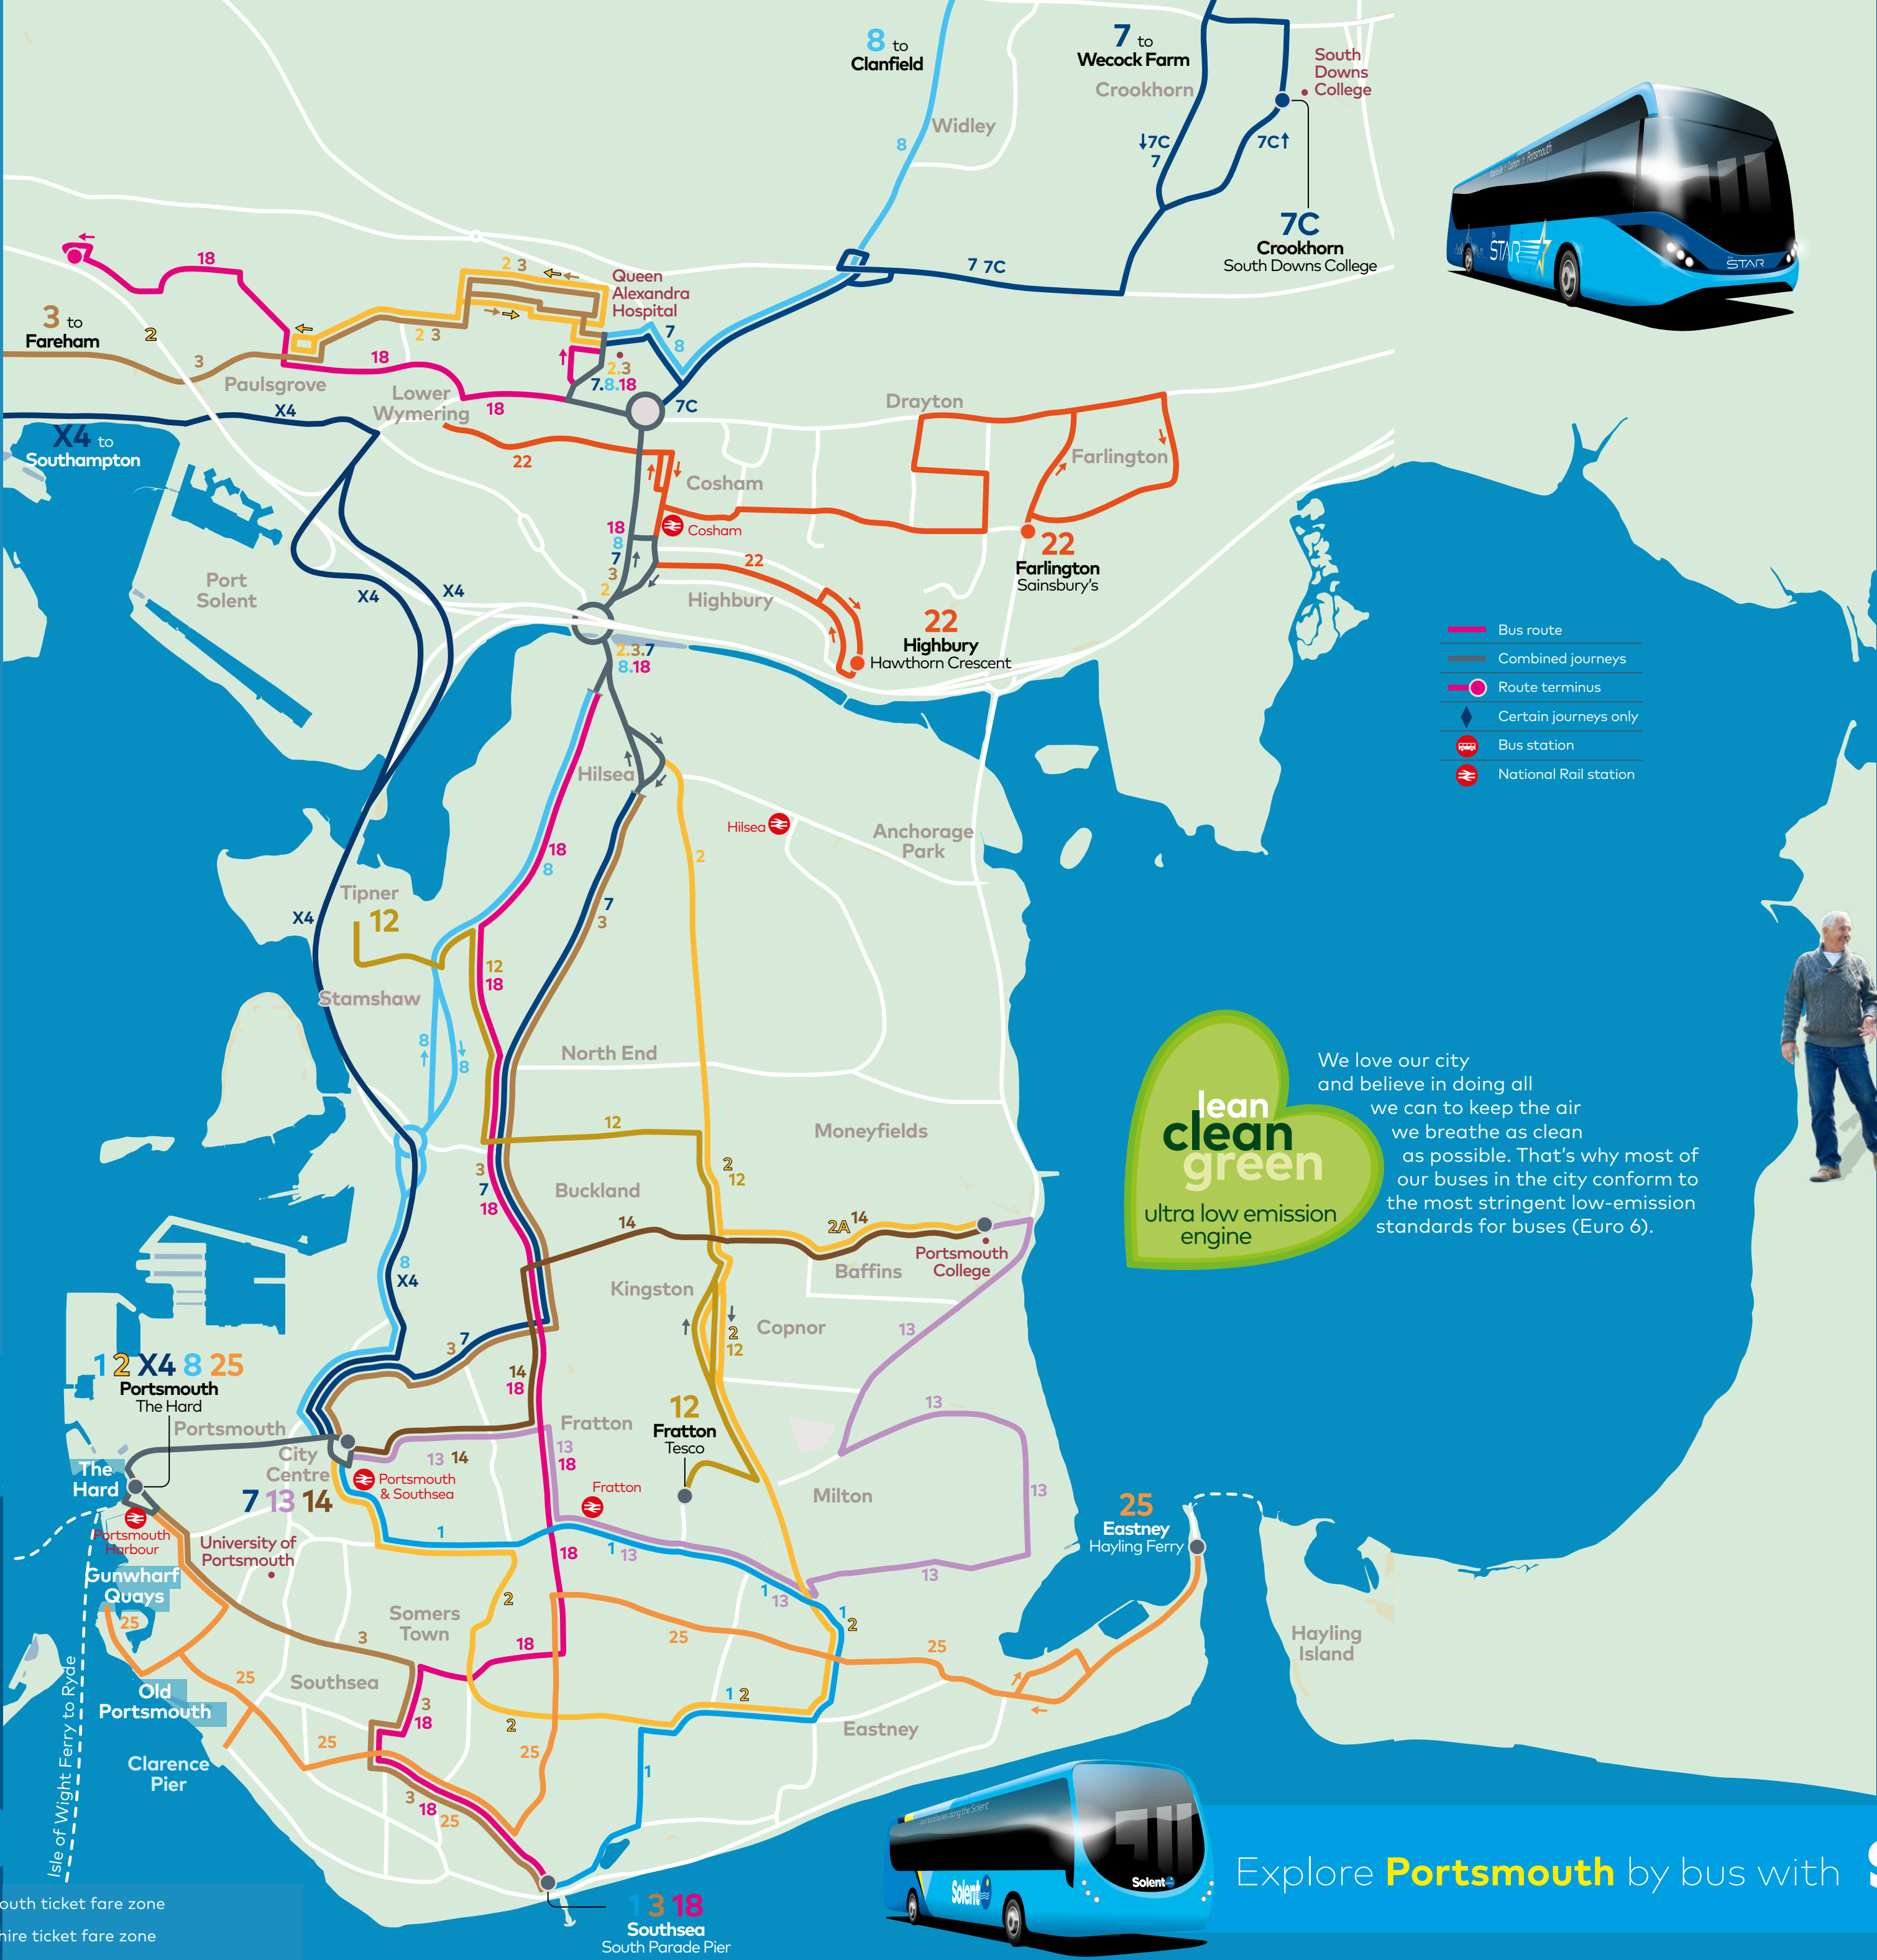 8 to
Clanfield
7 to
Wecock Farm
Crookhorn
South
Downs
College
Widley
8
↓7C
7
7C↑
7C
Crookhorn
South Downs College
7 7C
18
2 3
Queen
Alexandra
Hospital
3 to
Fareham
2
3
2 3
18
7
8
2.3
7.8.18
7C
Paulsgrove
Lower
Wymering
18
X4
X4 to
Southampton
22
Drayton
Farlington
Cosham
Cosham
18
8
7
3
2
22
Farlington
Sainsbury's
22
Highbury
22
Highbury
Hawthorn Crescent
Port
Solent
X4
X4
2.3.7
8.18
Bus route
Combined journeys
Route terminus
Certain journeys only
Bus station
National Rail station
STAR
STAR
Hilsea
Hilsea
Anchorage
Park
18
8
2
7
3
Tipner
12
X4
12
18
Stamshaw
8
8
North End
12
Moneyfields
2
12
3
7
18
Buckland
14
2A 14
Portsmouth
College
Baffins
Kingston
Copnor
2
12
13
8
X4
lean
clean
green
ultra low emission
engine
We love our city
and believe in doing all
we can to keep the air
we breathe as clean
as possible. That's why most of
our buses in the city conform to
the most stringent low-emission
standards for buses (Euro 6).
1 2 X4 8 25
Portsmouth
The Hard
3 7
14
18
13
Portsmouth
City
Centre
7 13 14
Portsmouth
& Southsea
13 14
Fratton
13
18
12
Fratton
Tesco
Fratton
Milton
13
The
Hard
Portsmouth
Harbour
University of
Portsmouth
Gunwharf
Quays
25
1
18
1 13
1
13
13
25
Eastney
Hayling Ferry
Hayling
Island
Somers
Town
2
1
2
3
18
25
25
Southsea
25
Old
Portsmouth
3
18
2
1 2
Eastney
25
25
Clarence
Pier
1
3
18
25
Isle of Wight Ferry to Ryde
1 3 18
Southsea
South Parade Pier
Solent
Solent
Explore Portsmouth by bus with
outh ticket fare zone
hire ticket fare zone